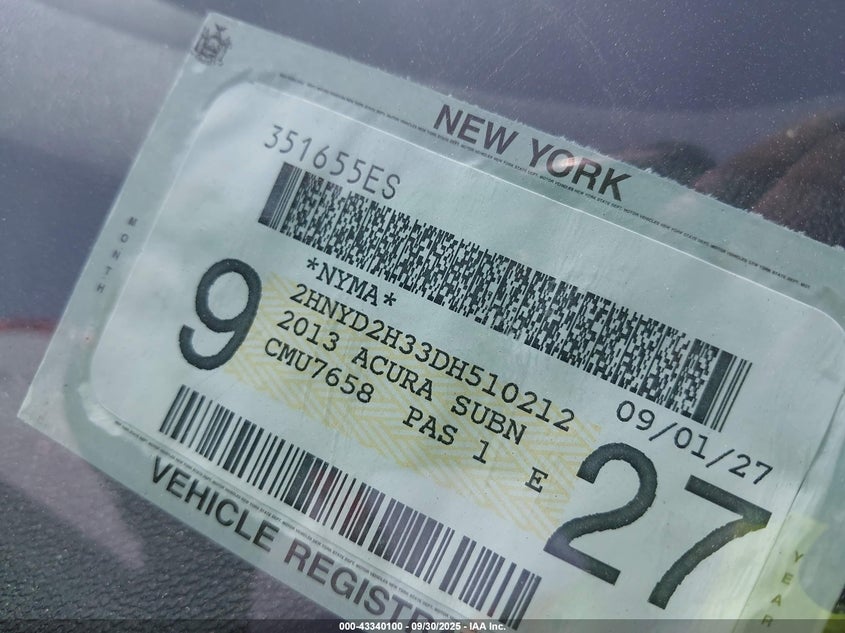 NEW YORK
351655ES
*NYMA*
2HNYD2H33DH510212
2013 ACURA SUBN
CMU7658 PAS 1 E
09/01/27
MONTH
9
27
YEAR
VEHICLE REGIST
000-43340100 - 09/30/2025 - IAA Inc.